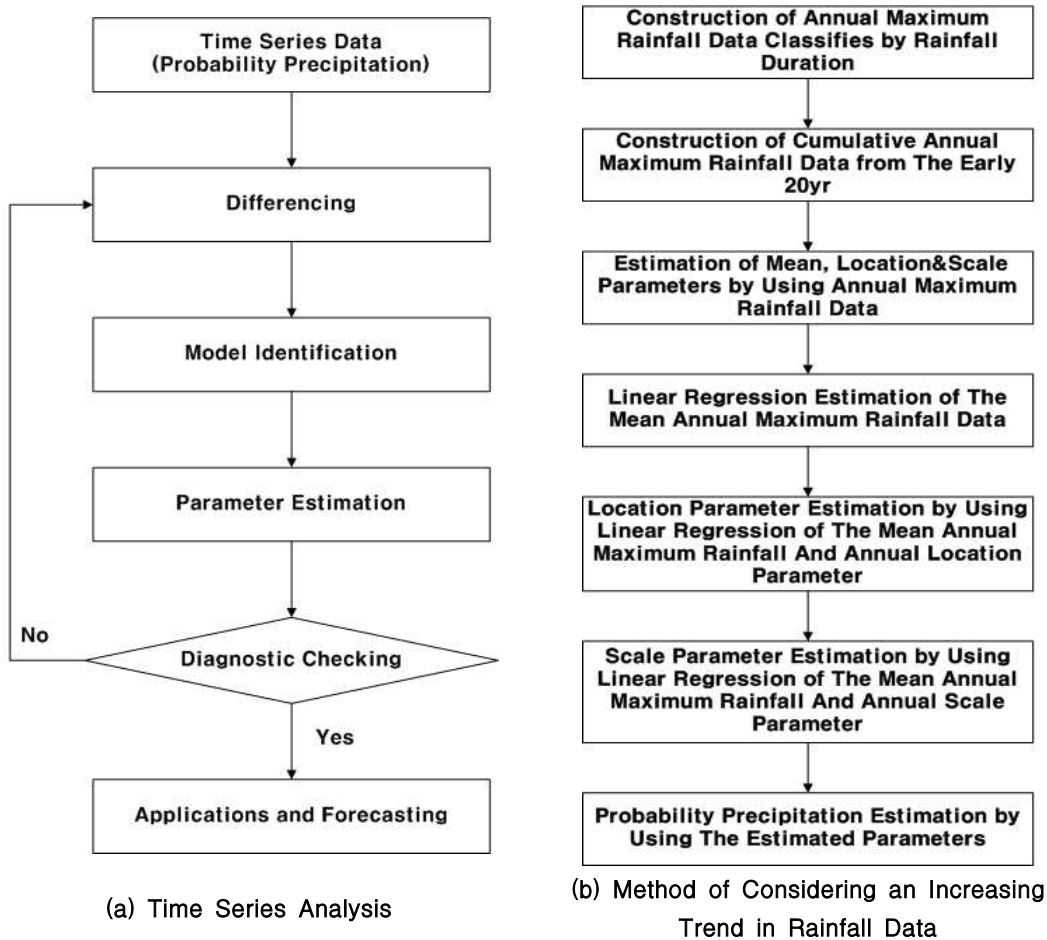 Time Series Data
(Probability Precipitation)
Differencing
Model Identification
Parameter Estimation
No
Diagnostic Checking
Yes
Applications and Forecasting
(a) Time Series Analysis
Construction of Annual Maximum
Rainfall Data Classifies by Rainfall
Duration
Construction of Cumulative Annual
Maximum Rainfall Data from The Early
20yr
Estimation of Mean, Location&Scale
Parameters by Using Annual Maximum
Rainfall Data
Linear Regression Estimation of The
Mean Annual Maximum Rainfall Data
Location Parameter Estimation by Using
Linear Regression of The Mean Annual
Maximum Rainfall And Annual Location
Parameter
Scale Parameter Estimation by Using
Linear Regression of The Mean Annual
Maximum Rainfall And Annual Scale
Parameter
Probability Precipitation Estimation by
Using The Estimated Parameters
(b) Method of Considering an Increasing
Trend in Rainfall Data